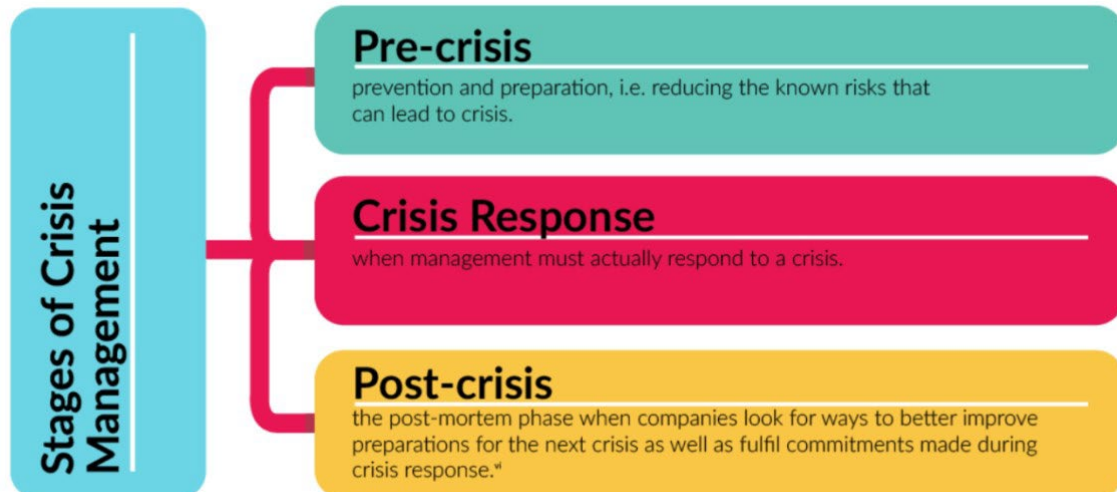 Stages of Crisis
Management
Pre-crisis
prevention and preparation, i.e. reducing the known risks that
can lead to crisis.
Crisis Response
when management must actually respond to a crisis.
Post-crisis
the post-mortem phase when companies look for ways to better improve
preparations for the next crisis as well as fulfil commitments made during
crisis response.ᵛⁱ